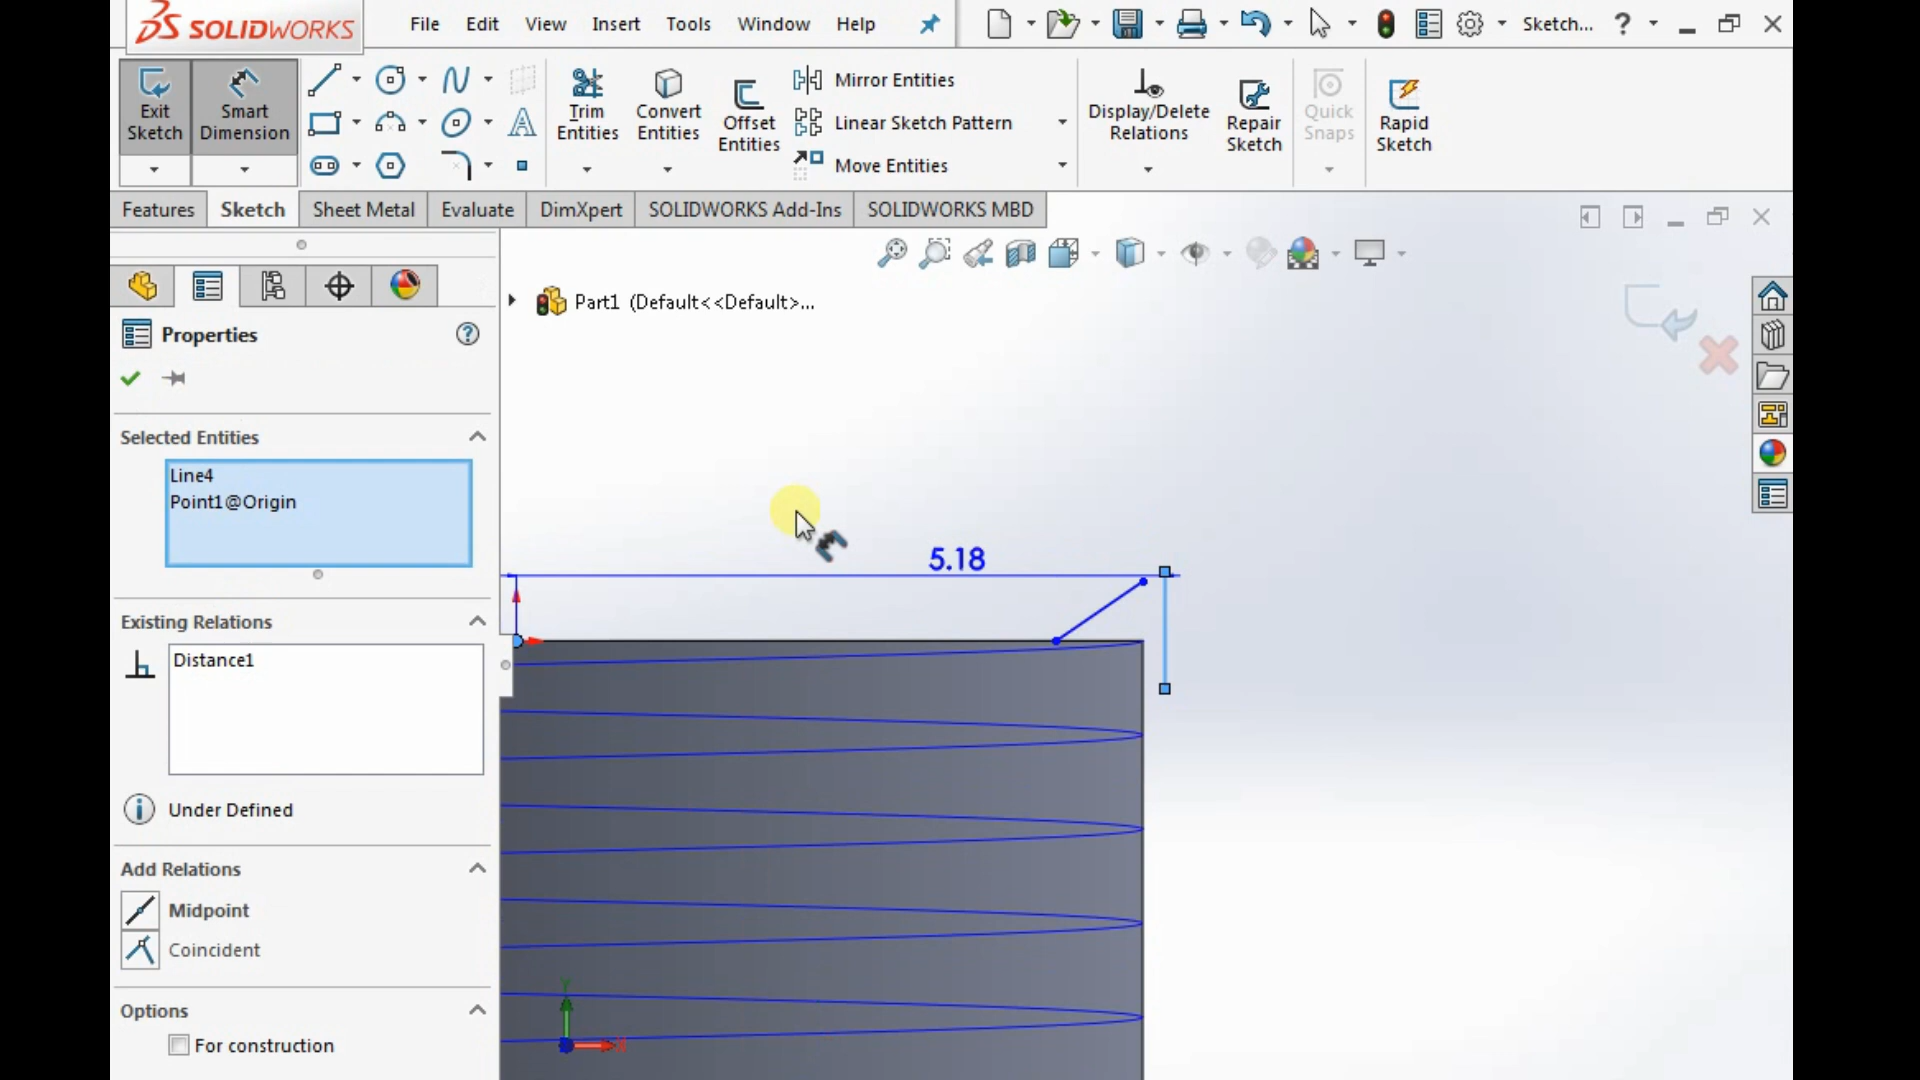 SOLIDWORKS File Edit View Insert Tools Window Help Sketch... ?
Exit Sketch
Smart Dimension
Trim Entities
Convert Entities
Offset Entities
Mirror Entities
Linear Sketch Pattern
Move Entities
Display/Delete Relations
Repair Sketch
Quick Snaps
Rapid Sketch
Features Sketch Sheet Metal Evaluate DimXpert SOLIDWORKS Add-Ins SOLIDWORKS MBD
Part1 (Default<<Default>...
Properties
Selected Entities
Line4
Point1@Origin
5.18
Existing Relations
Distance1
Under Defined
Add Relations
Midpoint
Coincident
Options
For construction
Y
X